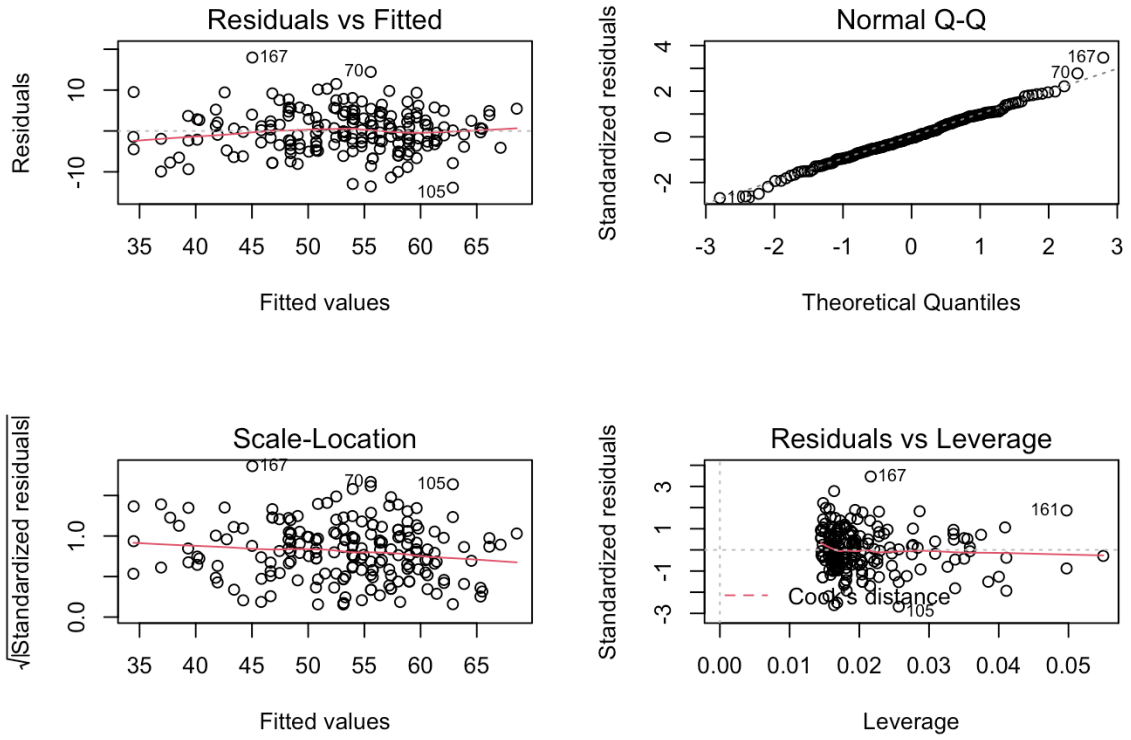 Residuals vs Fitted
Residuals
10
-10
167
70
105
35 40 45 50 55 60 65
Fitted values
Normal Q-Q
Standardized residuals
4
2
0
-2
167
70
105
-3 -2 -1 0 1 2 3
Theoretical Quantiles
Scale-Location
√|Standardized residuals|
1.0
0.0
167
70
105
35 40 45 50 55 60 65
Fitted values
Residuals vs Leverage
Standardized residuals
3
1
-1
-3
167
161
Cook's distance
105
0.00 0.01 0.02 0.03 0.04 0.05
Leverage